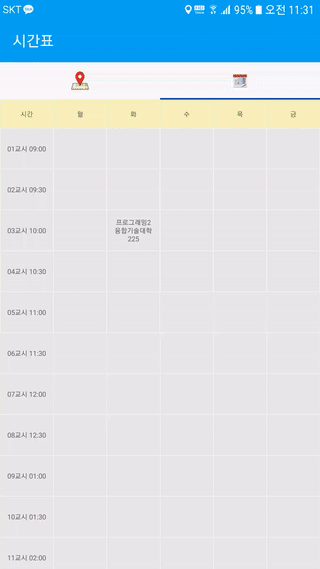 SKT 95% 오전 11:31
시간표
시간 월 화 수 목 금
01교시 09:00
02교시 09:30
03교시 10:00
프로그래밍2
융합기술대학
225
04교시 10:30
05교시 11:00
06교시 11:30
07교시 12:00
08교시 12:30
09교시 01:00
10교시 01:30
11교시 02:00